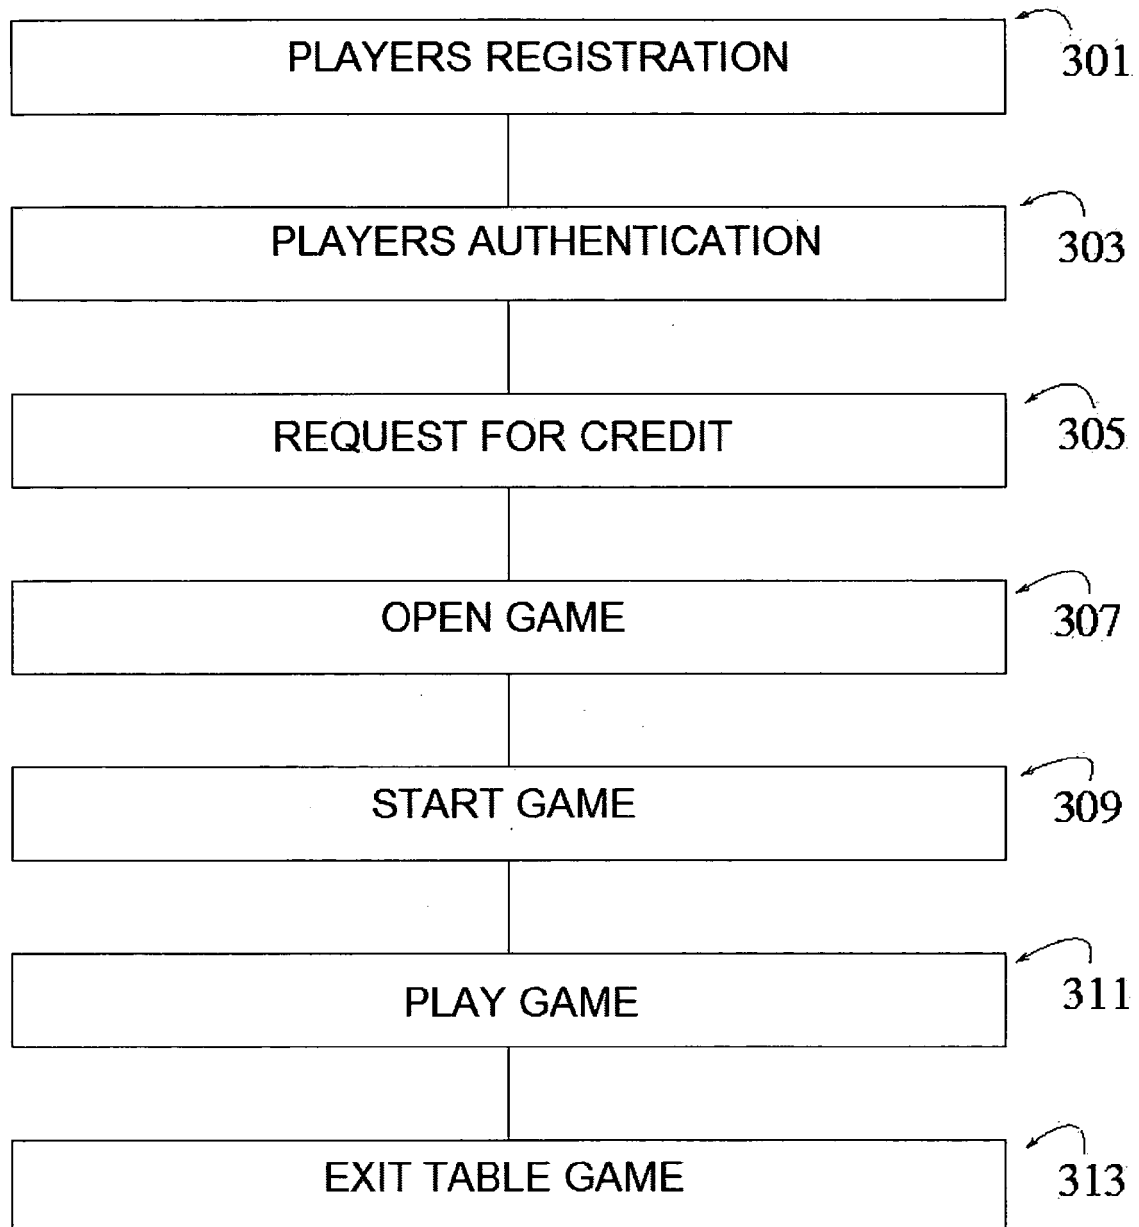 PLAYERS REGISTRATION
301
PLAYERS AUTHENTICATION
303
REQUEST FOR CREDIT
305
OPEN GAME
307
START GAME
309
PLAY GAME
311
EXIT TABLE GAME
313